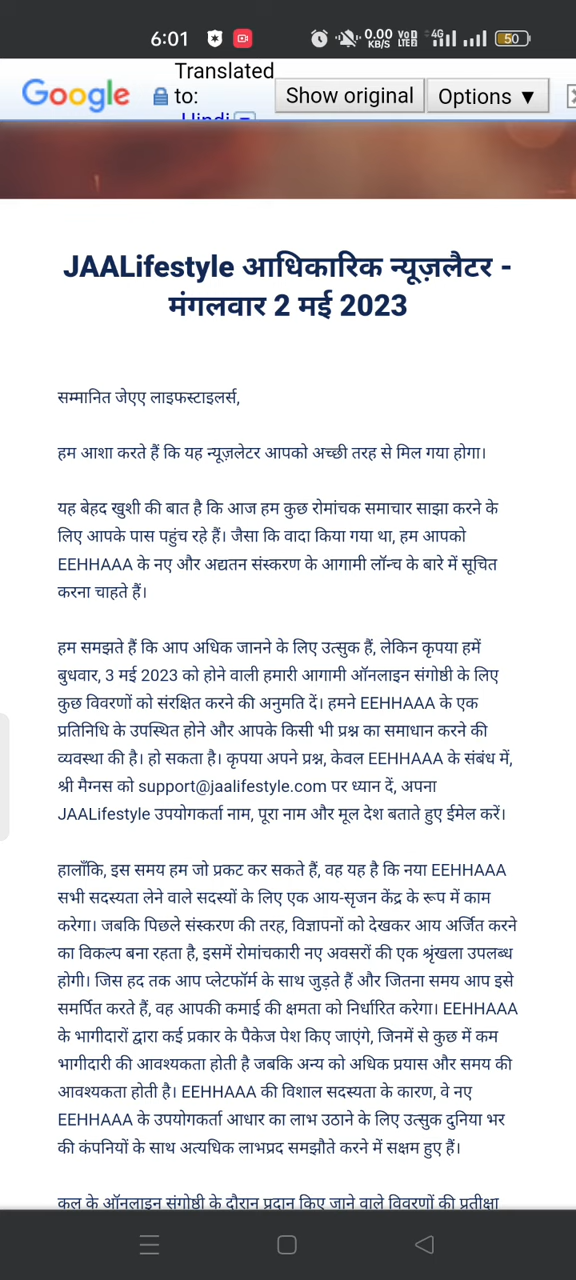 6:01
0.00 KB/S
VoD LTE2
4G
50
Google
Translated to: Hindi
Show original
Options ▼
JAALifestyle आधिकारिक न्यूज़लैटर -
मंगलवार 2 मई 2023
सम्मानित जेएए लाइफस्टाइलर्स,
हम आशा करते हैं कि यह न्यूज़लेटर आपको अच्छी तरह से मिल गया होगा।
यह बेहद खुशी की बात है कि आज हम कुछ रोमांचक समाचार साझा करने के
लिए आपके पास पहुंच रहे हैं। जैसा कि वादा किया गया था, हम आपको
EEHHAAA के नए और अद्यतन संस्करण के आगामी लॉन्च के बारे में सूचित
करना चाहते हैं।
हम समझते हैं कि आप अधिक जानने के लिए उत्सुक हैं, लेकिन कृपया हमें
बुधवार, 3 मई 2023 को होने वाली हमारी आगामी ऑनलाइन संगोष्ठी के लिए
कुछ विवरणों को संरक्षित करने की अनुमति दें। हमने EEHHAAA के एक
प्रतिनिधि के उपस्थित होने और आपके किसी भी प्रश्न का समाधान करने की
व्यवस्था की है। हो सकता है। कृपया अपने प्रश्न, केवल EEHHAAA के संबंध में,
श्री मैग्नस को support@jaalifestyle.com पर ध्यान दें, अपना
JAALifestyle उपयोगकर्ता नाम, पूरा नाम और मूल देश बताते हुए ईमेल करें।
हालाँकि, इस समय हम जो प्रकट कर सकते हैं, वह यह है कि नया EEHHAAA
सभी सदस्यता लेने वाले सदस्यों के लिए एक आय-सृजन केंद्र के रूप में काम
करेगा। जबकि पिछले संस्करण की तरह, विज्ञापनों को देखकर आय अर्जित करने
का विकल्प बना रहता है, इसमें रोमांचकारी नए अवसरों की एक श्रृंखला उपलब्ध
होगी। जिस हद तक आप प्लेटफॉर्म के साथ जुड़ते हैं और जितना समय आप इसे
समर्पित करते हैं, वह आपकी कमाई की क्षमता को निर्धारित करेगा। EEHHAAA
के भागीदारों द्वारा कई प्रकार के पैकेज पेश किए जाएंगे, जिनमें से कुछ में कम
भागीदारी की आवश्यकता होती है जबकि अन्य को अधिक प्रयास और समय की
आवश्यकता होती है। EEHHAAA की विशाल सदस्यता के कारण, वे नए
EEHHAAA के उपयोगकर्ता आधार का लाभ उठाने के लिए उत्सुक दुनिया भर
की कंपनियों के साथ अत्यधिक लाभप्रद समझौते करने में सक्षम हुए हैं।
कल के ऑनलाइन संगोष्ठी के दौरान प्रदान किए जाने वाले विवरणों की प्रतीक्षा